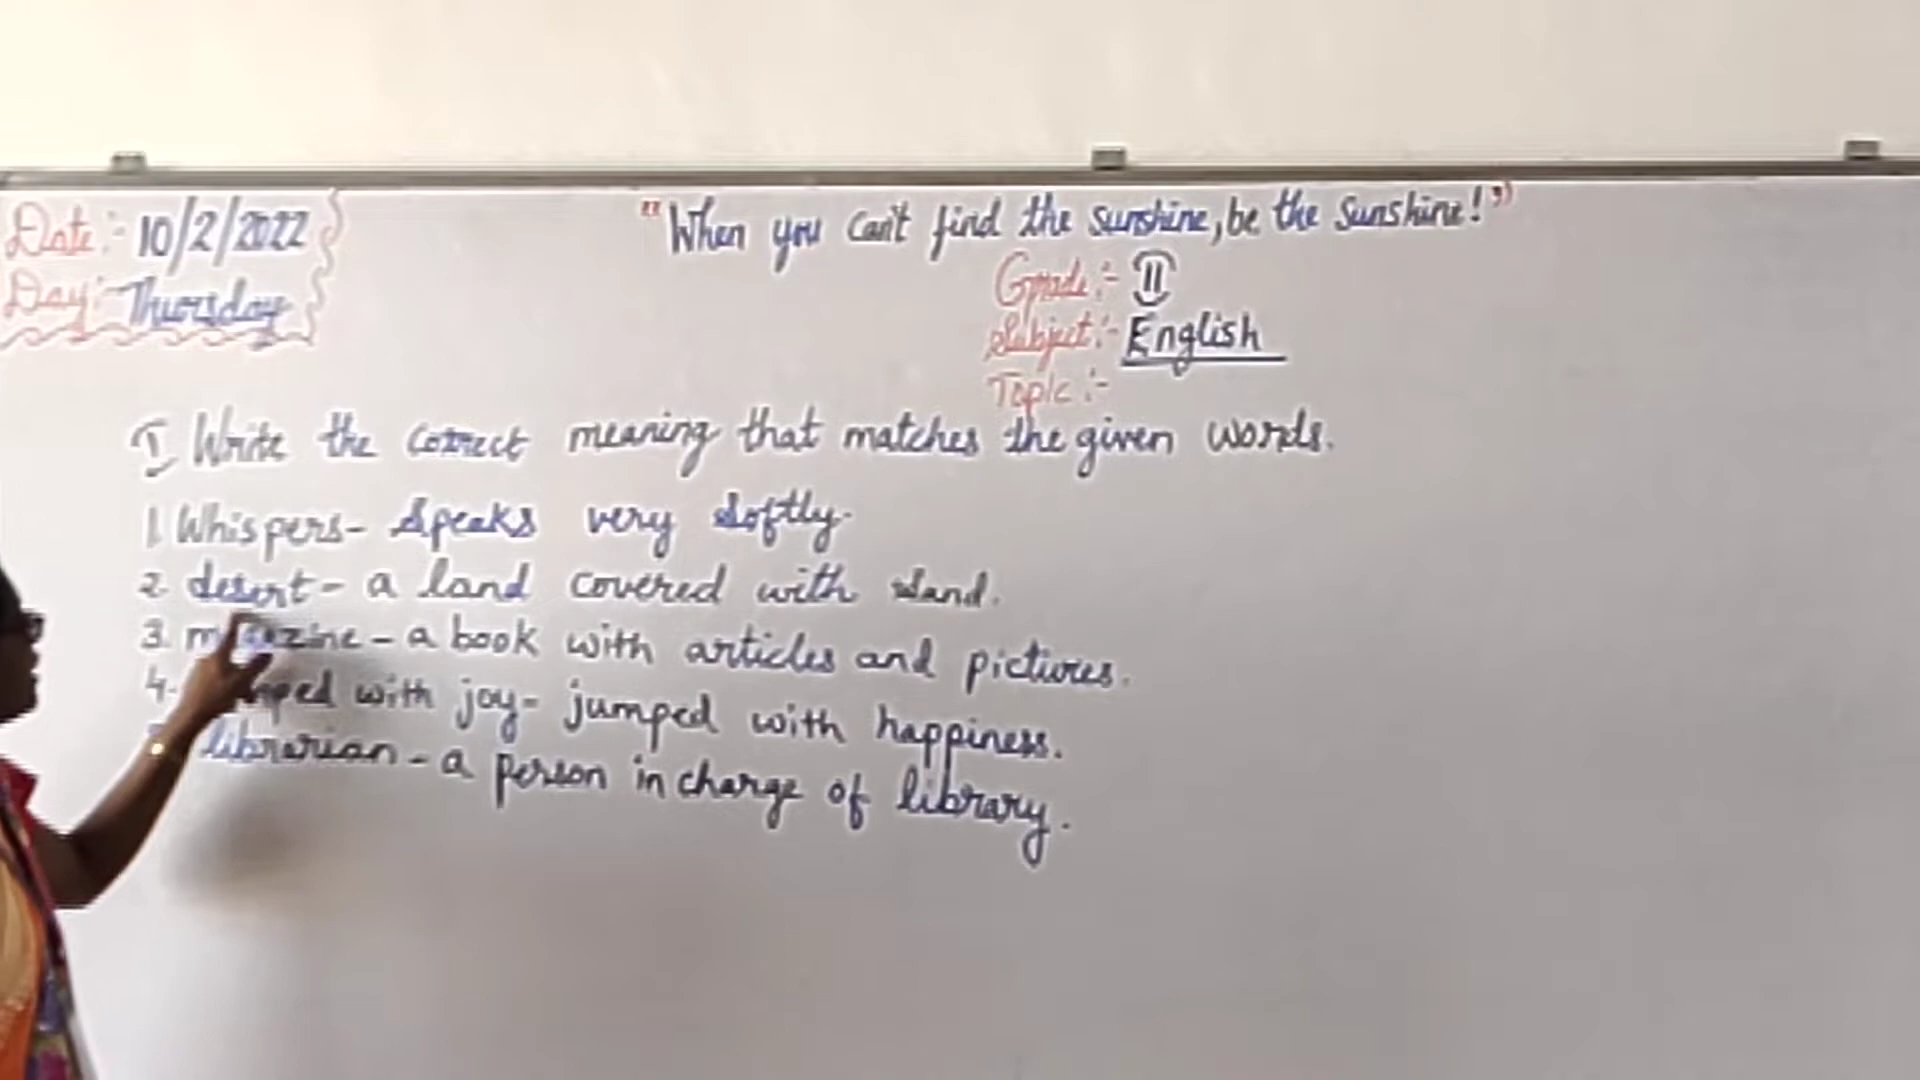 Date:- 10/2/2022
Day:- Thursday
"When you can't find the sunshine, be the sunshine!"
Grade:- II
Subject:- English
Topic:-
I Write the correct meaning that matches the given words.
1. Whispers- Speaks very softly.
2. desert- a land covered with sand.
3. magazine - a book with articles and pictures.
4. jumped with joy- jumped with happiness.
librarian - a person in charge of library.